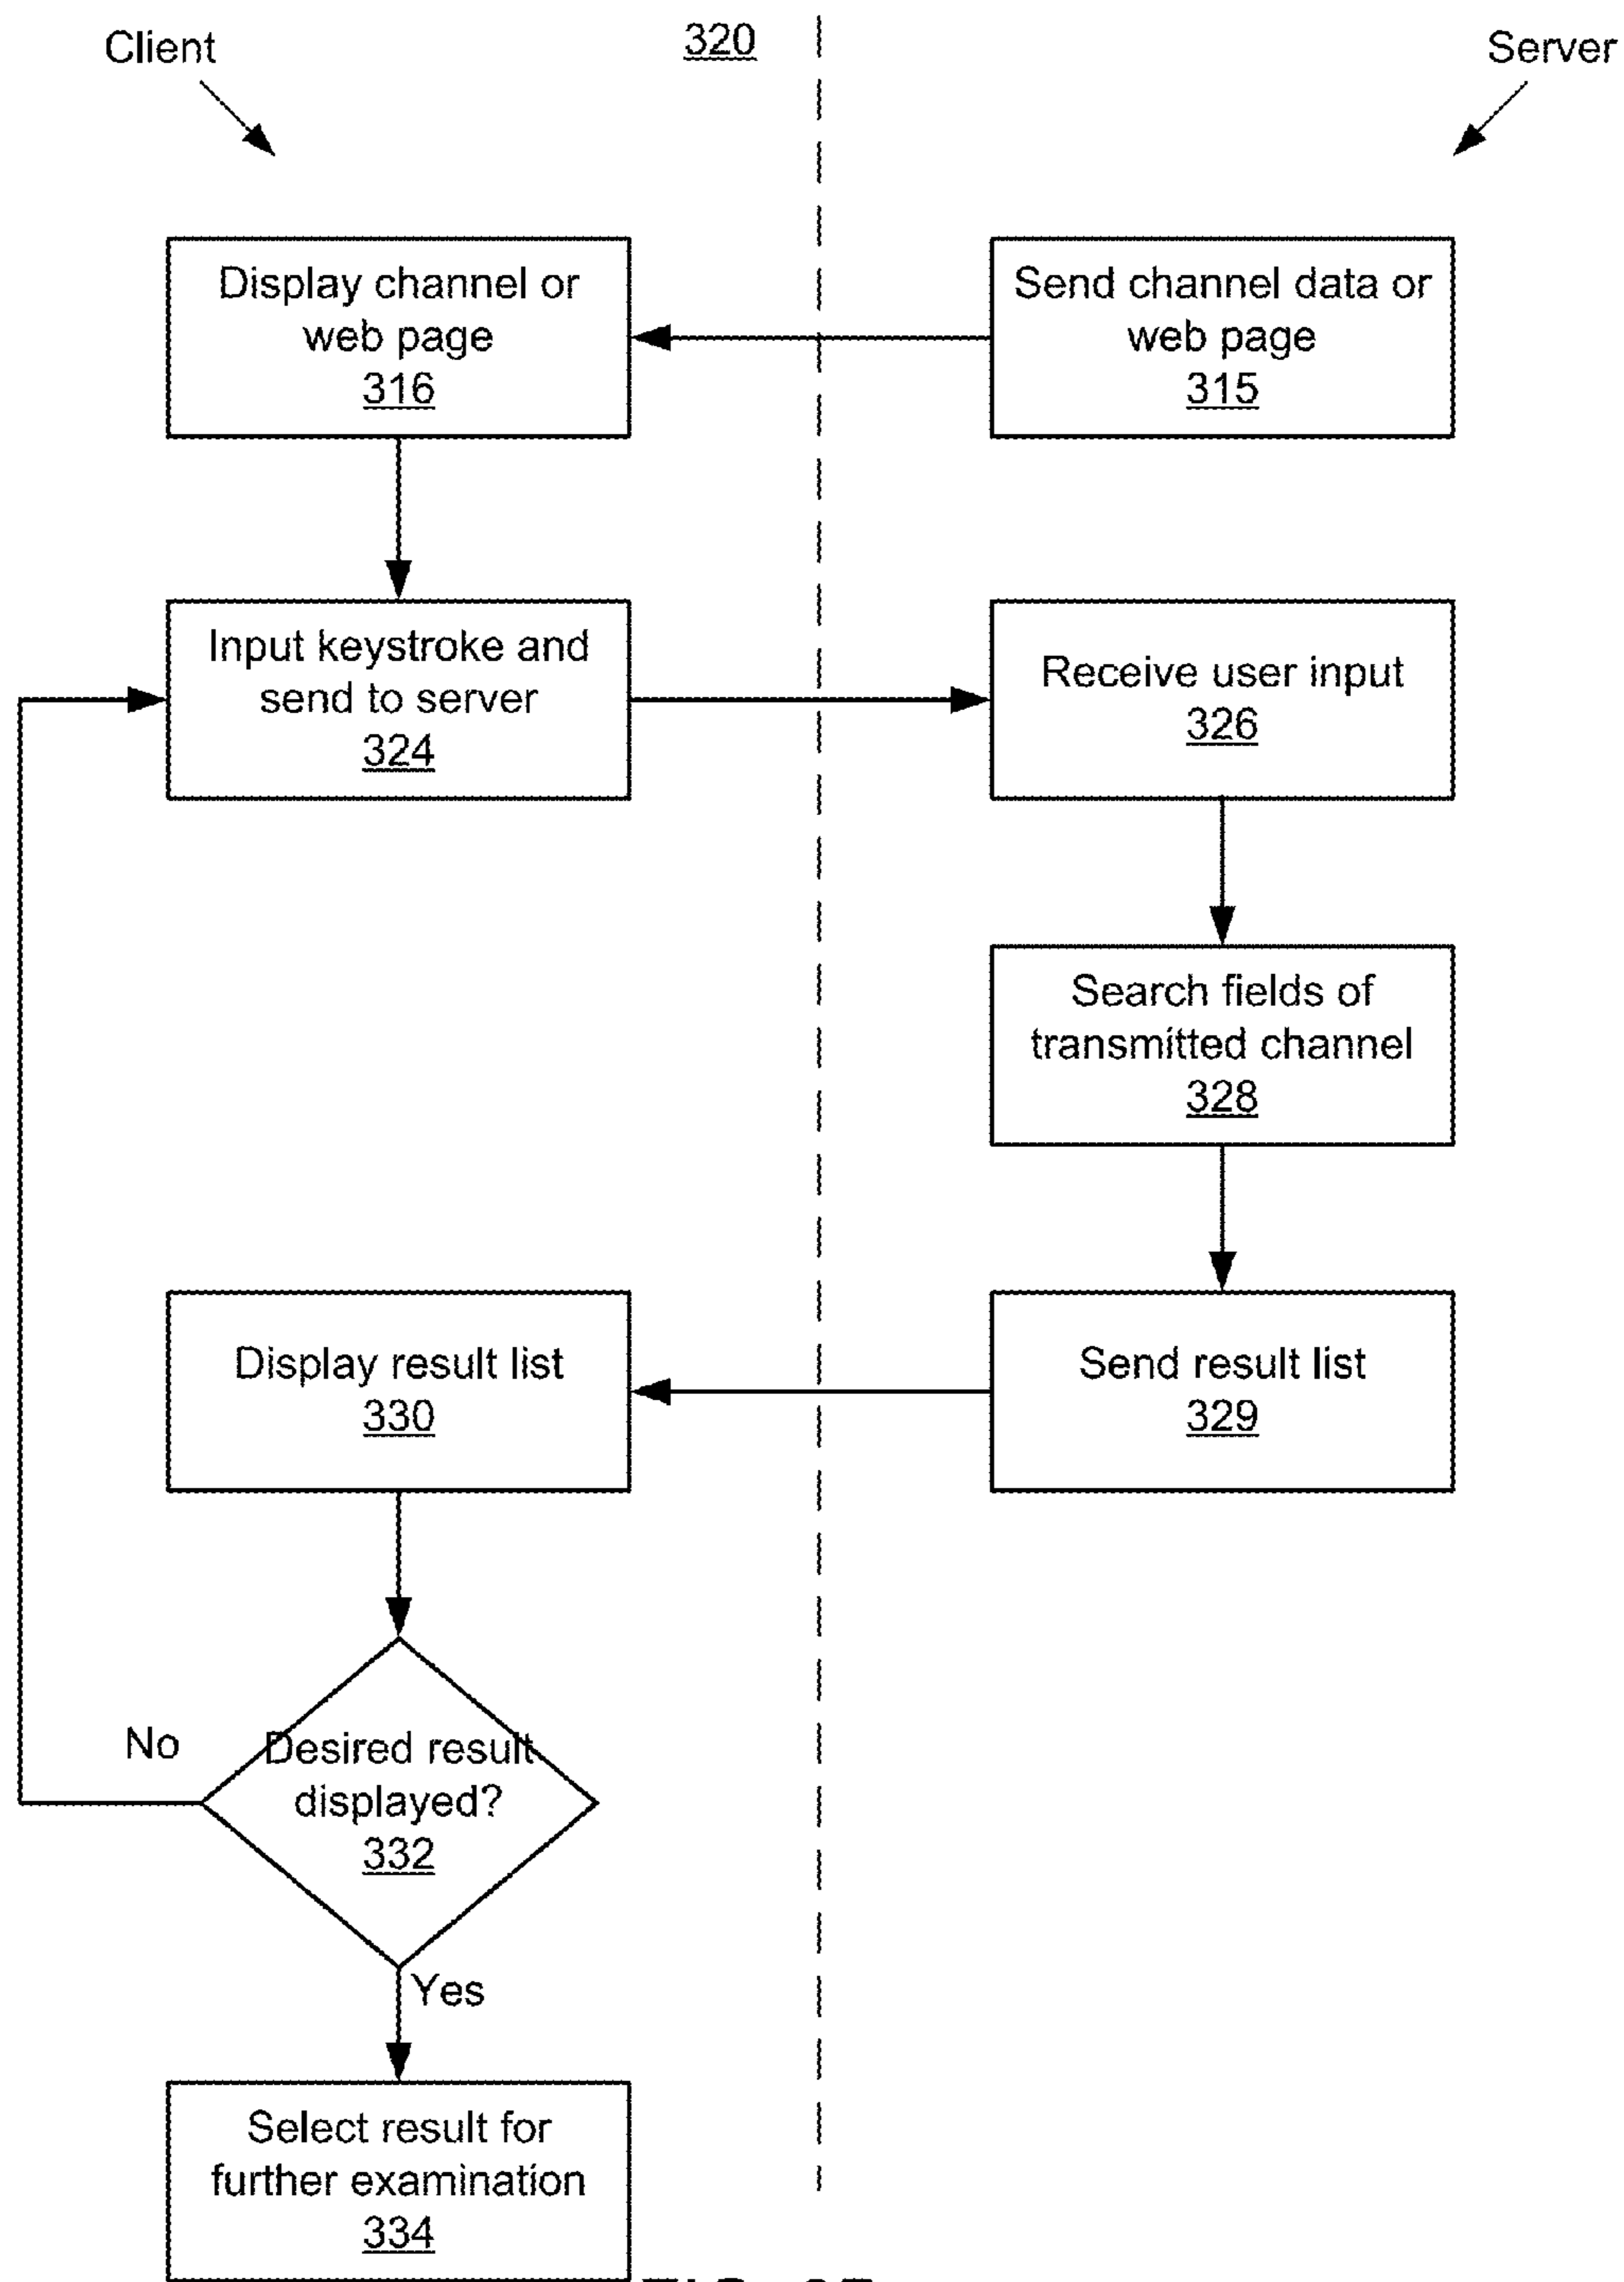 Client
320
Server
Display channel or
web page
316
Send channel data or
web page
315
Input keystroke and
send to server
324
Receive user input
326
Search fields of
transmitted channel
328
Display result list
330
Send result list
329
No
Desired result
displayed?
332
Yes
Select result for
further examination
334